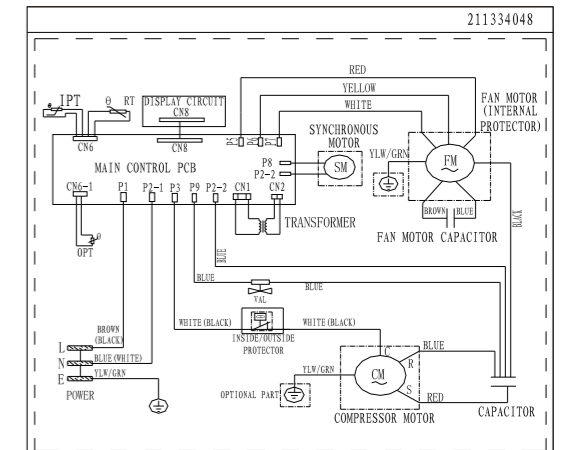 211334048
RED
YELLOW
WHITE
IPT
θ RT
DISPLAY CIRCUIT
CN8
CN6
CN8
FAN MOTOR
(INTERNAL
PROTECTOR)
SYNCHRONOUS
MOTOR
YLW/GRN
FM
P8
P2-2
SM
MAIN CONTROL PCB
CN6-1
P1
P2-1
P3
P9
P2-2
CN1
CN2
BROWN
BLUE
BLACK
TRANSFORMER
FAN MOTOR CAPACITOR
θ
OPT
BLUE
BLUE
BLUE
VAL
BROWN
(BLACK)
WHITE(BLACK)
WHITE(BLACK)
INSIDE/OUTSIDE
PROTECTOR
L
N
E
BLUE(WHITE)
YLW/GRN
POWER
YLW/GRN
OPTIONAL PART
C
R
S
CM
BLUE
RED
COMPRESSOR MOTOR
CAPACITOR